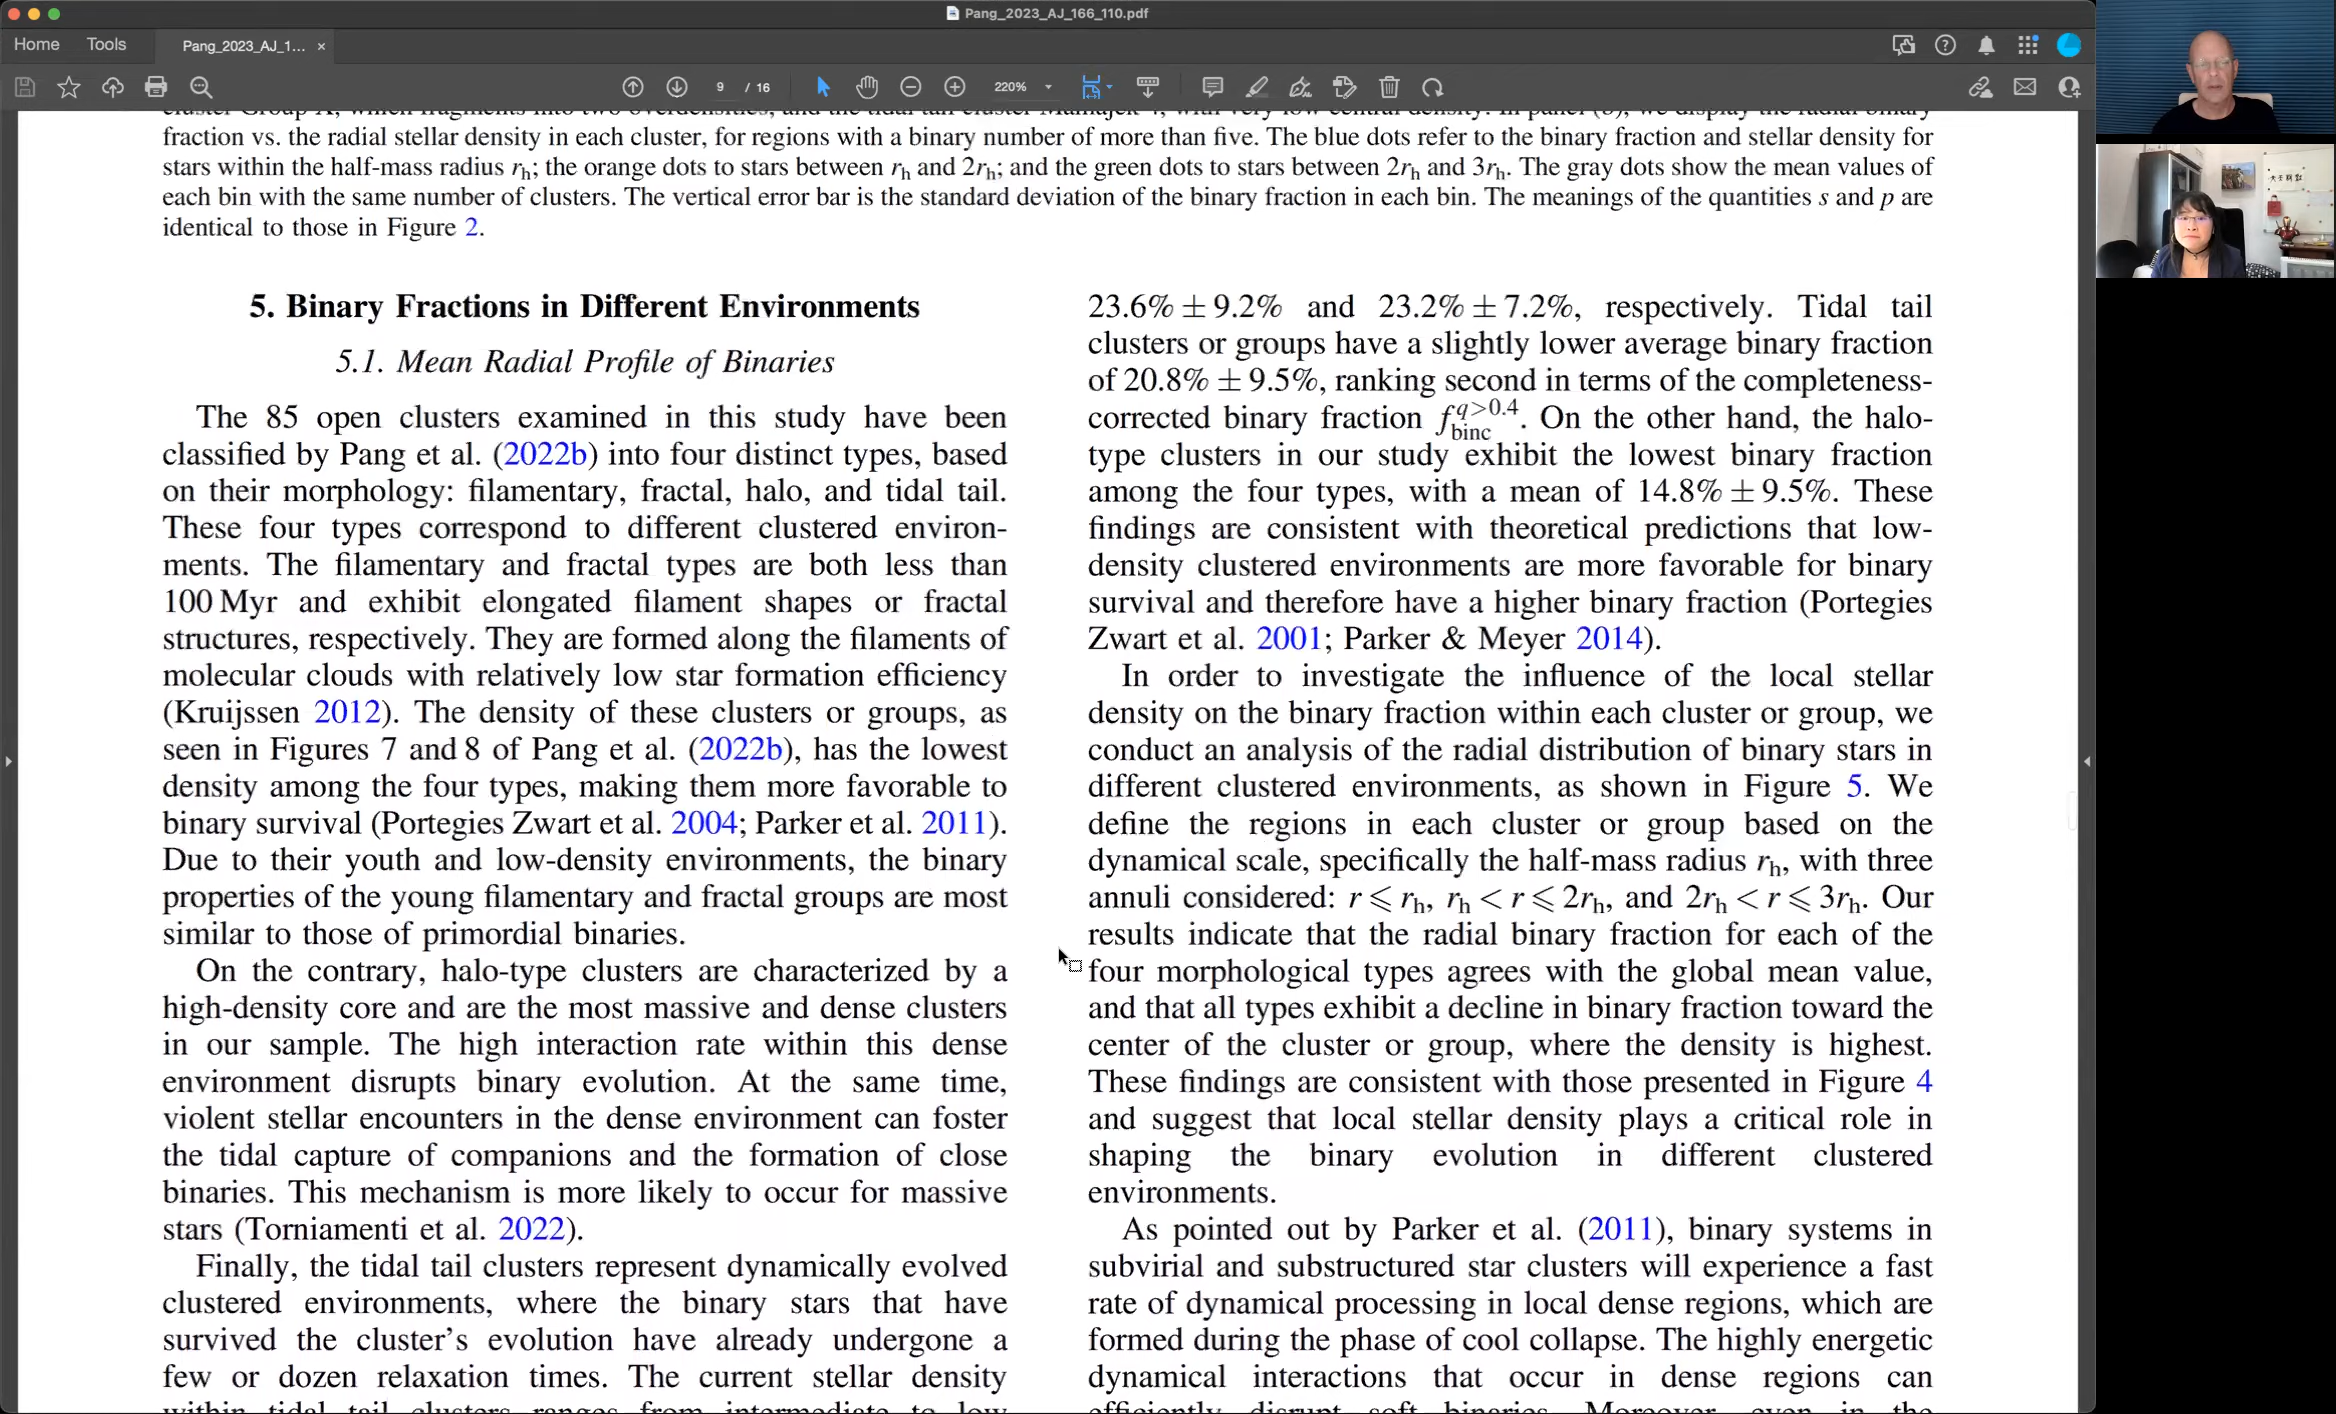 Pang_2023_AJ_166_110.pdf
Home Tools Pang_2023_AJ_1... ×
9 / 16 220%
cluster Group X, which fragments into two overdensities, and the tidal tail cluster Mamajek 4, with very low central density. In panel (b), we display the radial binary
fraction vs. the radial stellar density in each cluster, for regions with a binary number of more than five. The blue dots refer to the binary fraction and stellar density for
stars within the half-mass radius rh; the orange dots to stars between rh and 2rh; and the green dots to stars between 2rh and 3rh. The gray dots show the mean values of
each bin with the same number of clusters. The vertical error bar is the standard deviation of the binary fraction in each bin. The meanings of the quantities s and p are
identical to those in Figure 2.
5. Binary Fractions in Different Environments
5.1. Mean Radial Profile of Binaries
The 85 open clusters examined in this study have been
classified by Pang et al. (2022b) into four distinct types, based
on their morphology: filamentary, fractal, halo, and tidal tail.
These four types correspond to different clustered environ-
ments. The filamentary and fractal types are both less than
100 Myr and exhibit elongated filament shapes or fractal
structures, respectively. They are formed along the filaments of
molecular clouds with relatively low star formation efficiency
(Kruijssen 2012). The density of these clusters or groups, as
seen in Figures 7 and 8 of Pang et al. (2022b), has the lowest
density among the four types, making them more favorable to
binary survival (Portegies Zwart et al. 2004; Parker et al. 2011).
Due to their youth and low-density environments, the binary
properties of the young filamentary and fractal groups are most
similar to those of primordial binaries.
On the contrary, halo-type clusters are characterized by a
high-density core and are the most massive and dense clusters
in our sample. The high interaction rate within this dense
environment disrupts binary evolution. At the same time,
violent stellar encounters in the dense environment can foster
the tidal capture of companions and the formation of close
binaries. This mechanism is more likely to occur for massive
stars (Torniamenti et al. 2022).
Finally, the tidal tail clusters represent dynamically evolved
clustered environments, where the binary stars that have
survived the cluster's evolution have already undergone a
few or dozen relaxation times. The current stellar density
within tidal tail clusters ranges from intermediate to low
23.6% ± 9.2% and 23.2% ± 7.2%, respectively. Tidal tail
clusters or groups have a slightly lower average binary fraction
of 20.8% ± 9.5%, ranking second in terms of the completeness-
corrected binary fraction f_binc^q>0.4. On the other hand, the halo-
type clusters in our study exhibit the lowest binary fraction
among the four types, with a mean of 14.8% ± 9.5%. These
findings are consistent with theoretical predictions that low-
density clustered environments are more favorable for binary
survival and therefore have a higher binary fraction (Portegies
Zwart et al. 2001; Parker & Meyer 2014).
In order to investigate the influence of the local stellar
density on the binary fraction within each cluster or group, we
conduct an analysis of the radial distribution of binary stars in
different clustered environments, as shown in Figure 5. We
define the regions in each cluster or group based on the
dynamical scale, specifically the half-mass radius rh, with three
annuli considered: r ⩽ rh, rh < r ⩽ 2rh, and 2rh < r ⩽ 3rh. Our
results indicate that the radial binary fraction for each of the
four morphological types agrees with the global mean value,
and that all types exhibit a decline in binary fraction toward the
center of the cluster or group, where the density is highest.
These findings are consistent with those presented in Figure 4
and suggest that local stellar density plays a critical role in
shaping the binary evolution in different clustered
environments.
As pointed out by Parker et al. (2011), binary systems in
subvirial and substructured star clusters will experience a fast
rate of dynamical processing in local dense regions, which are
formed during the phase of cool collapse. The highly energetic
dynamical interactions that occur in dense regions can
efficiently disrupt soft binaries. Moreover, even in the